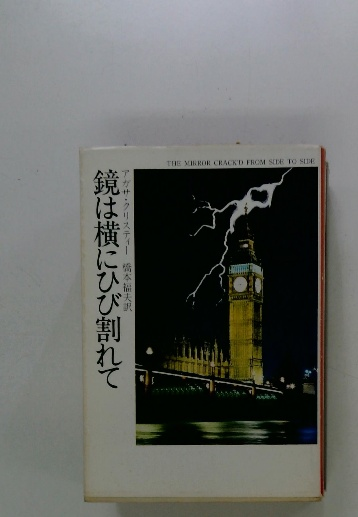 THE MIRROR CRACK'D FROM SIDE TO SIDE
鏡は横にひび割れて
アガサ・クリスティー 橋本福夫訳